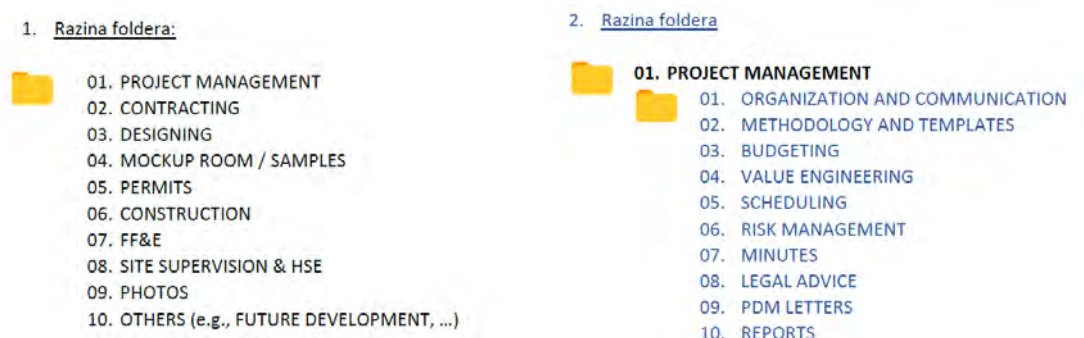 1. Razina foldera:
01. PROJECT MANAGEMENT
02. CONTRACTING
03. DESIGNING
04. MOCKUP ROOM / SAMPLES
05. PERMITS
06. CONSTRUCTION
07. FF&E
08. SITE SUPERVISION & HSE
09. PHOTOS
10. OTHERS (e.g., FUTURE DEVELOPMENT, ...)
2. Razina foldera
01. PROJECT MANAGEMENT
01. ORGANIZATION AND COMMUNICATION
02. METHODOLOGY AND TEMPLATES
03. BUDGETING
04. VALUE ENGINEERING
05. SCHEDULING
06. RISK MANAGEMENT
07. MINUTES
08. LEGAL ADVICE
09. PDM LETTERS
10. REPORTS